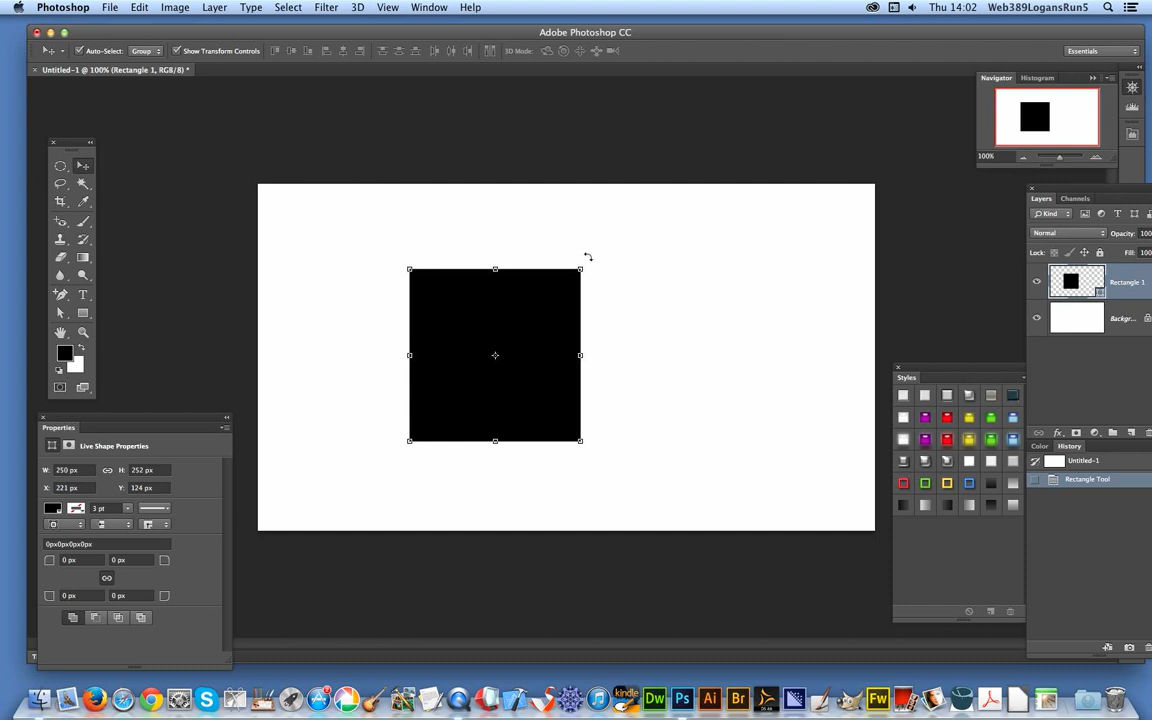 Photoshop File Edit Image Layer Type Select Filter 3D View Window Help Thu 14:02 Web389LogansRun5
Adobe Photoshop CC
Auto-Select: Group Show Transform Controls 3D Mode: Essentials
Untitled-1 @ 100% (Rectangle 1, RGB/8) *
Navigator Histogram
100%
Layers Channels
Kind
Normal Opacity: 100
Lock: Fill: 100
Rectangle 1
Backgr...
Styles
Properties
Live Shape Properties
W: 250 px H: 252 px
X: 221 px Y: 124 px
3 pt
0px0px0px0px
0 px 0 px
0 px 0 px
Color History
Untitled-1
Rectangle Tool
kindle Dw Ps Ai Br Fw